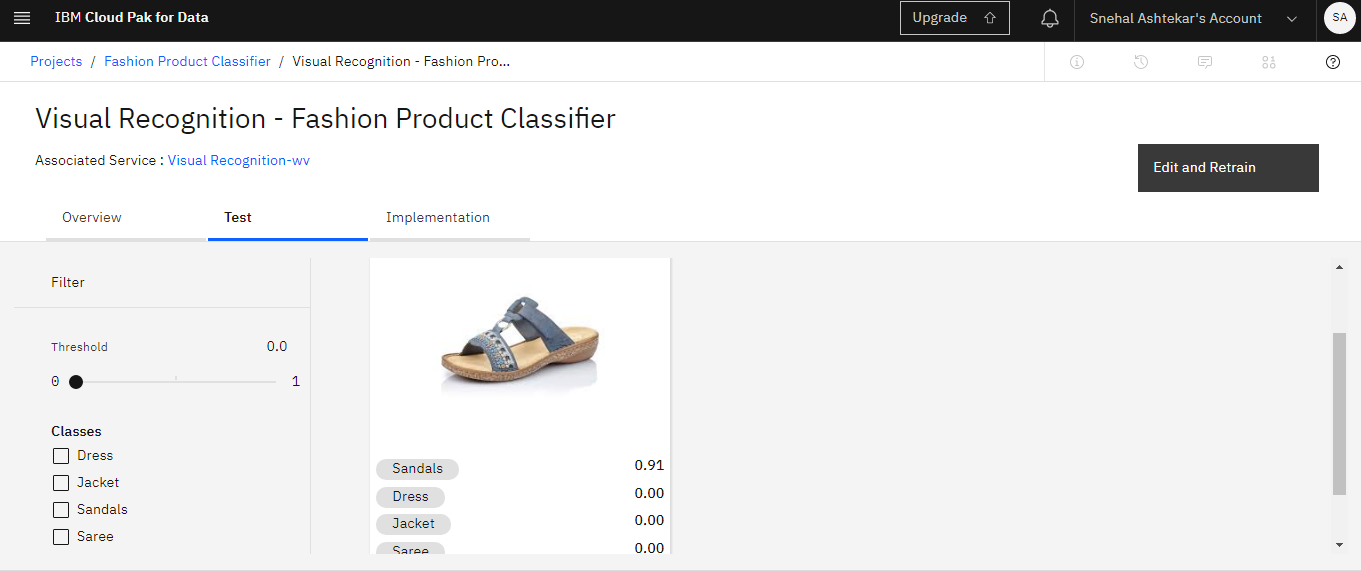 IBM Cloud Pak for Data
Upgrade
Snehal Ashtekar's Account
SA
Projects / Fashion Product Classifier / Visual Recognition - Fashion Pro...
Visual Recognition - Fashion Product Classifier
Associated Service : Visual Recognition-wv
Edit and Retrain
Overview
Test
Implementation
Filter
Threshold 0.0
0 1
Classes
Dress
Jacket
Sandals
Saree
Sandals 0.91
Dress 0.00
Jacket 0.00
Saree 0.00